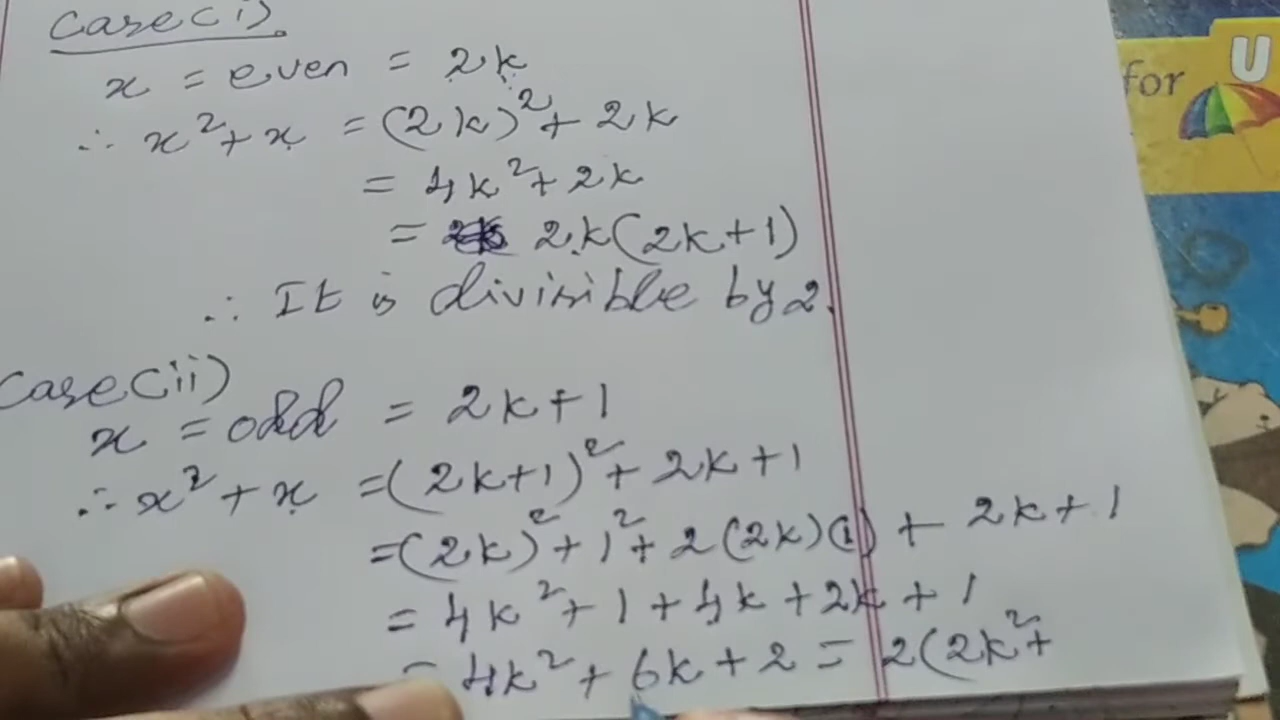 Case(i).
x = even = 2k
∴ x²+x = (2k)²+2k
= 4k²+2k
= 2k(2k+1)
∴ It is divisible by 2.
Case(ii)
x = odd = 2k+1
∴ x²+x =(2k+1)²+2k+1
=(2k)²+1²+2(2k)(1)+2k+1
= 4k²+1+4k+2k+1
= 4k²+6k+2 = 2(2k²+
for U